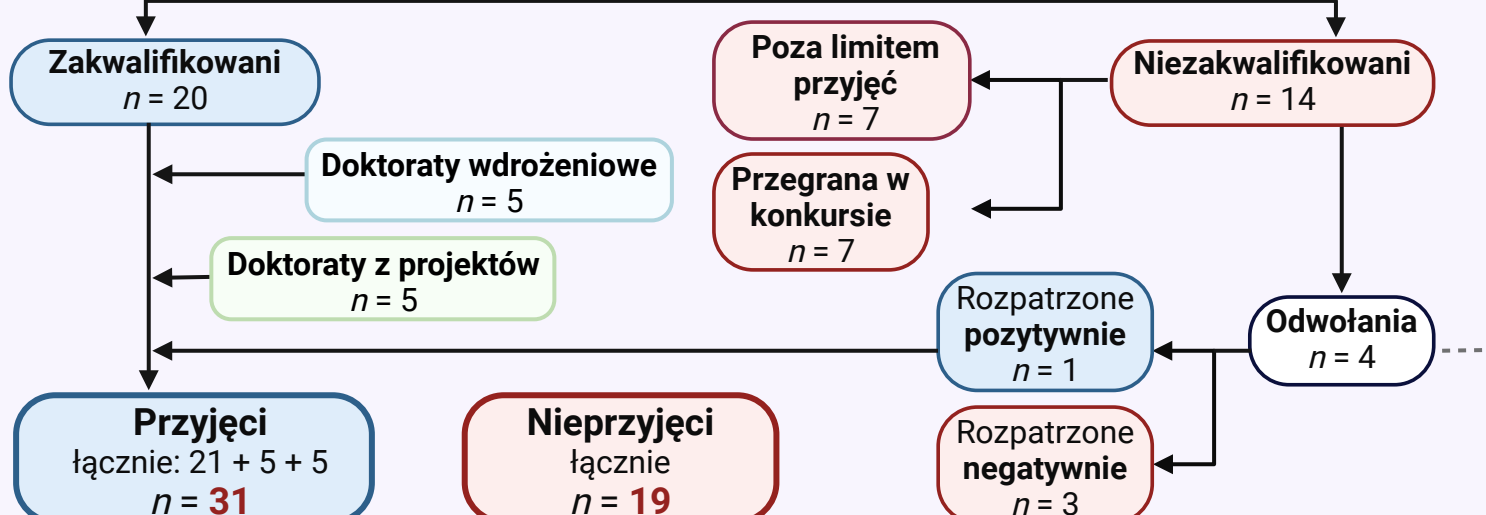 Zakwalifikowani
n = 20
Poza limitem
przyjęć
n = 7
Niezakwalifikowani
n = 14
Doktoraty wdrożeniowe
n = 5
Przegrana w
konkursie
n = 7
Doktoraty z projektów
n = 5
Rozpatrzone
pozytywnie
n = 1
Odwołania
n = 4
Przyjęci
łącznie: 21 + 5 + 5
n = 31
Nieprzyjęci
łącznie
n = 19
Rozpatrzone
negatywnie
n = 3